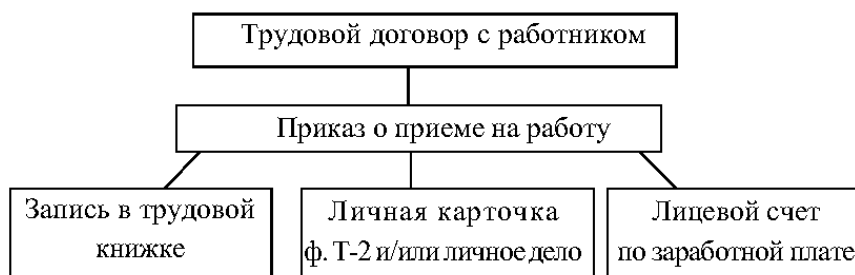 Трудовой договор с работником
Приказ о приеме на работу
Запись в трудовой
книжке
Личная карточка
ф. Т-2 и/или личное дело
Лицевой счет
по заработной плате